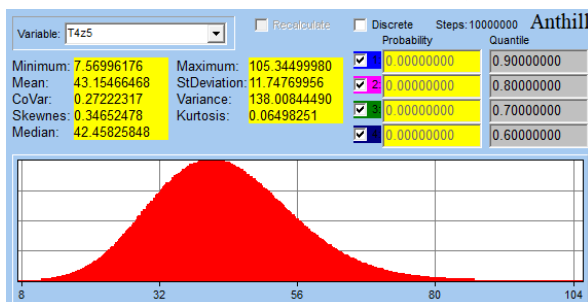 Recalculate Discrete Steps:10000000 Anthill
Variable: T4z5 Probability Quantile
Minimum: 7.56996176 Maximum: 105.34499980 1 0.00000000 0.90000000
Mean: 43.15466468 StDeviation: 11.74769956 2 0.00000000 0.80000000
CoVar: 0.27222317 Variance: 138.00844490 3 0.00000000 0.70000000
Skewnes: 0.34652478 Kurtosis: 0.06498251 0.00000000 0.60000000
Median: 42.45825848
8 32 56 80 104